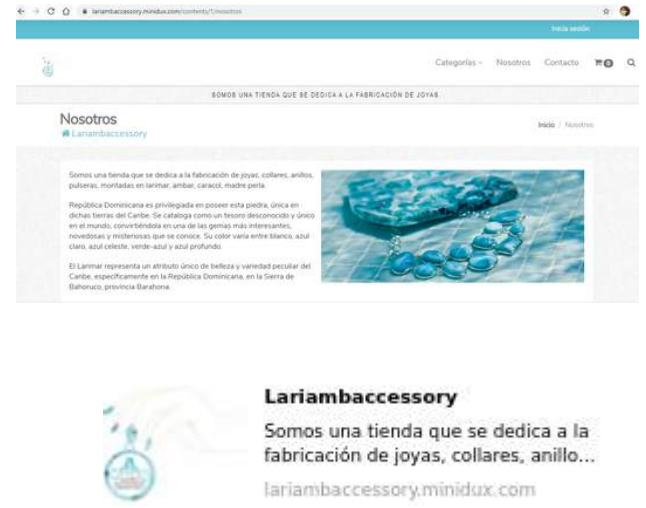 lariambaccessory.minidux.com/contents/1/nosotros
Inicia sesión
Categorías
Nosotros
Contacto
0
SOMOS UNA TIENDA QUE SE DEDICA A LA FABRICACIÓN DE JOYAS.
Nosotros
Lariambaccessory
Inicio / Nosotros
Somos una tienda que se dedica a la fabricación de joyas, collares, anillos,
pulseras, montadas en larimar, ambar, caracol, madre perla.
República Dominicana es privilegiada en poseer esta piedra, única en
dichas tierras del Caribe. Se cataloga como un tesoro desconocido y único
en el mundo, convirtiéndola en una de las gemas más interesantes,
novedosas y misteriosas que se conoce. Su color varía entre blanco, azul
claro, azul celeste, verde-azul y azul profundo.
El Larimar representa un atributo único de belleza y variedad peculiar del
Caribe, específicamente en la República Dominicana, en la Sierra de
Bahoruco, provincia Barahona.
Lariambaccessory
Somos una tienda que se dedica a la
fabricación de joyas, collares, anillo...
lariambaccessory.minidux.com